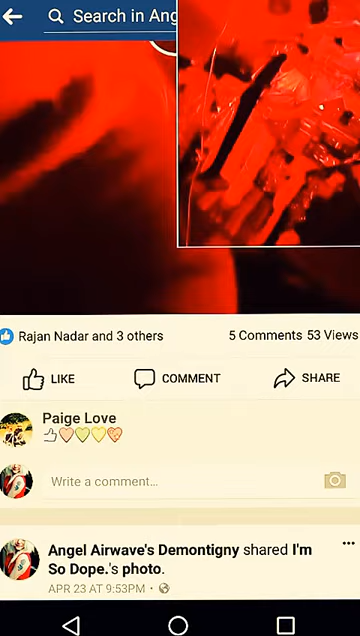 Search in Ang
Rajan Nadar and 3 others 5 Comments 53 Views
LIKE COMMENT SHARE
Paige Love
Write a comment...
Angel Airwave's Demontigny shared I'm
So Dope.'s photo.
APR 23 AT 9:53PM •